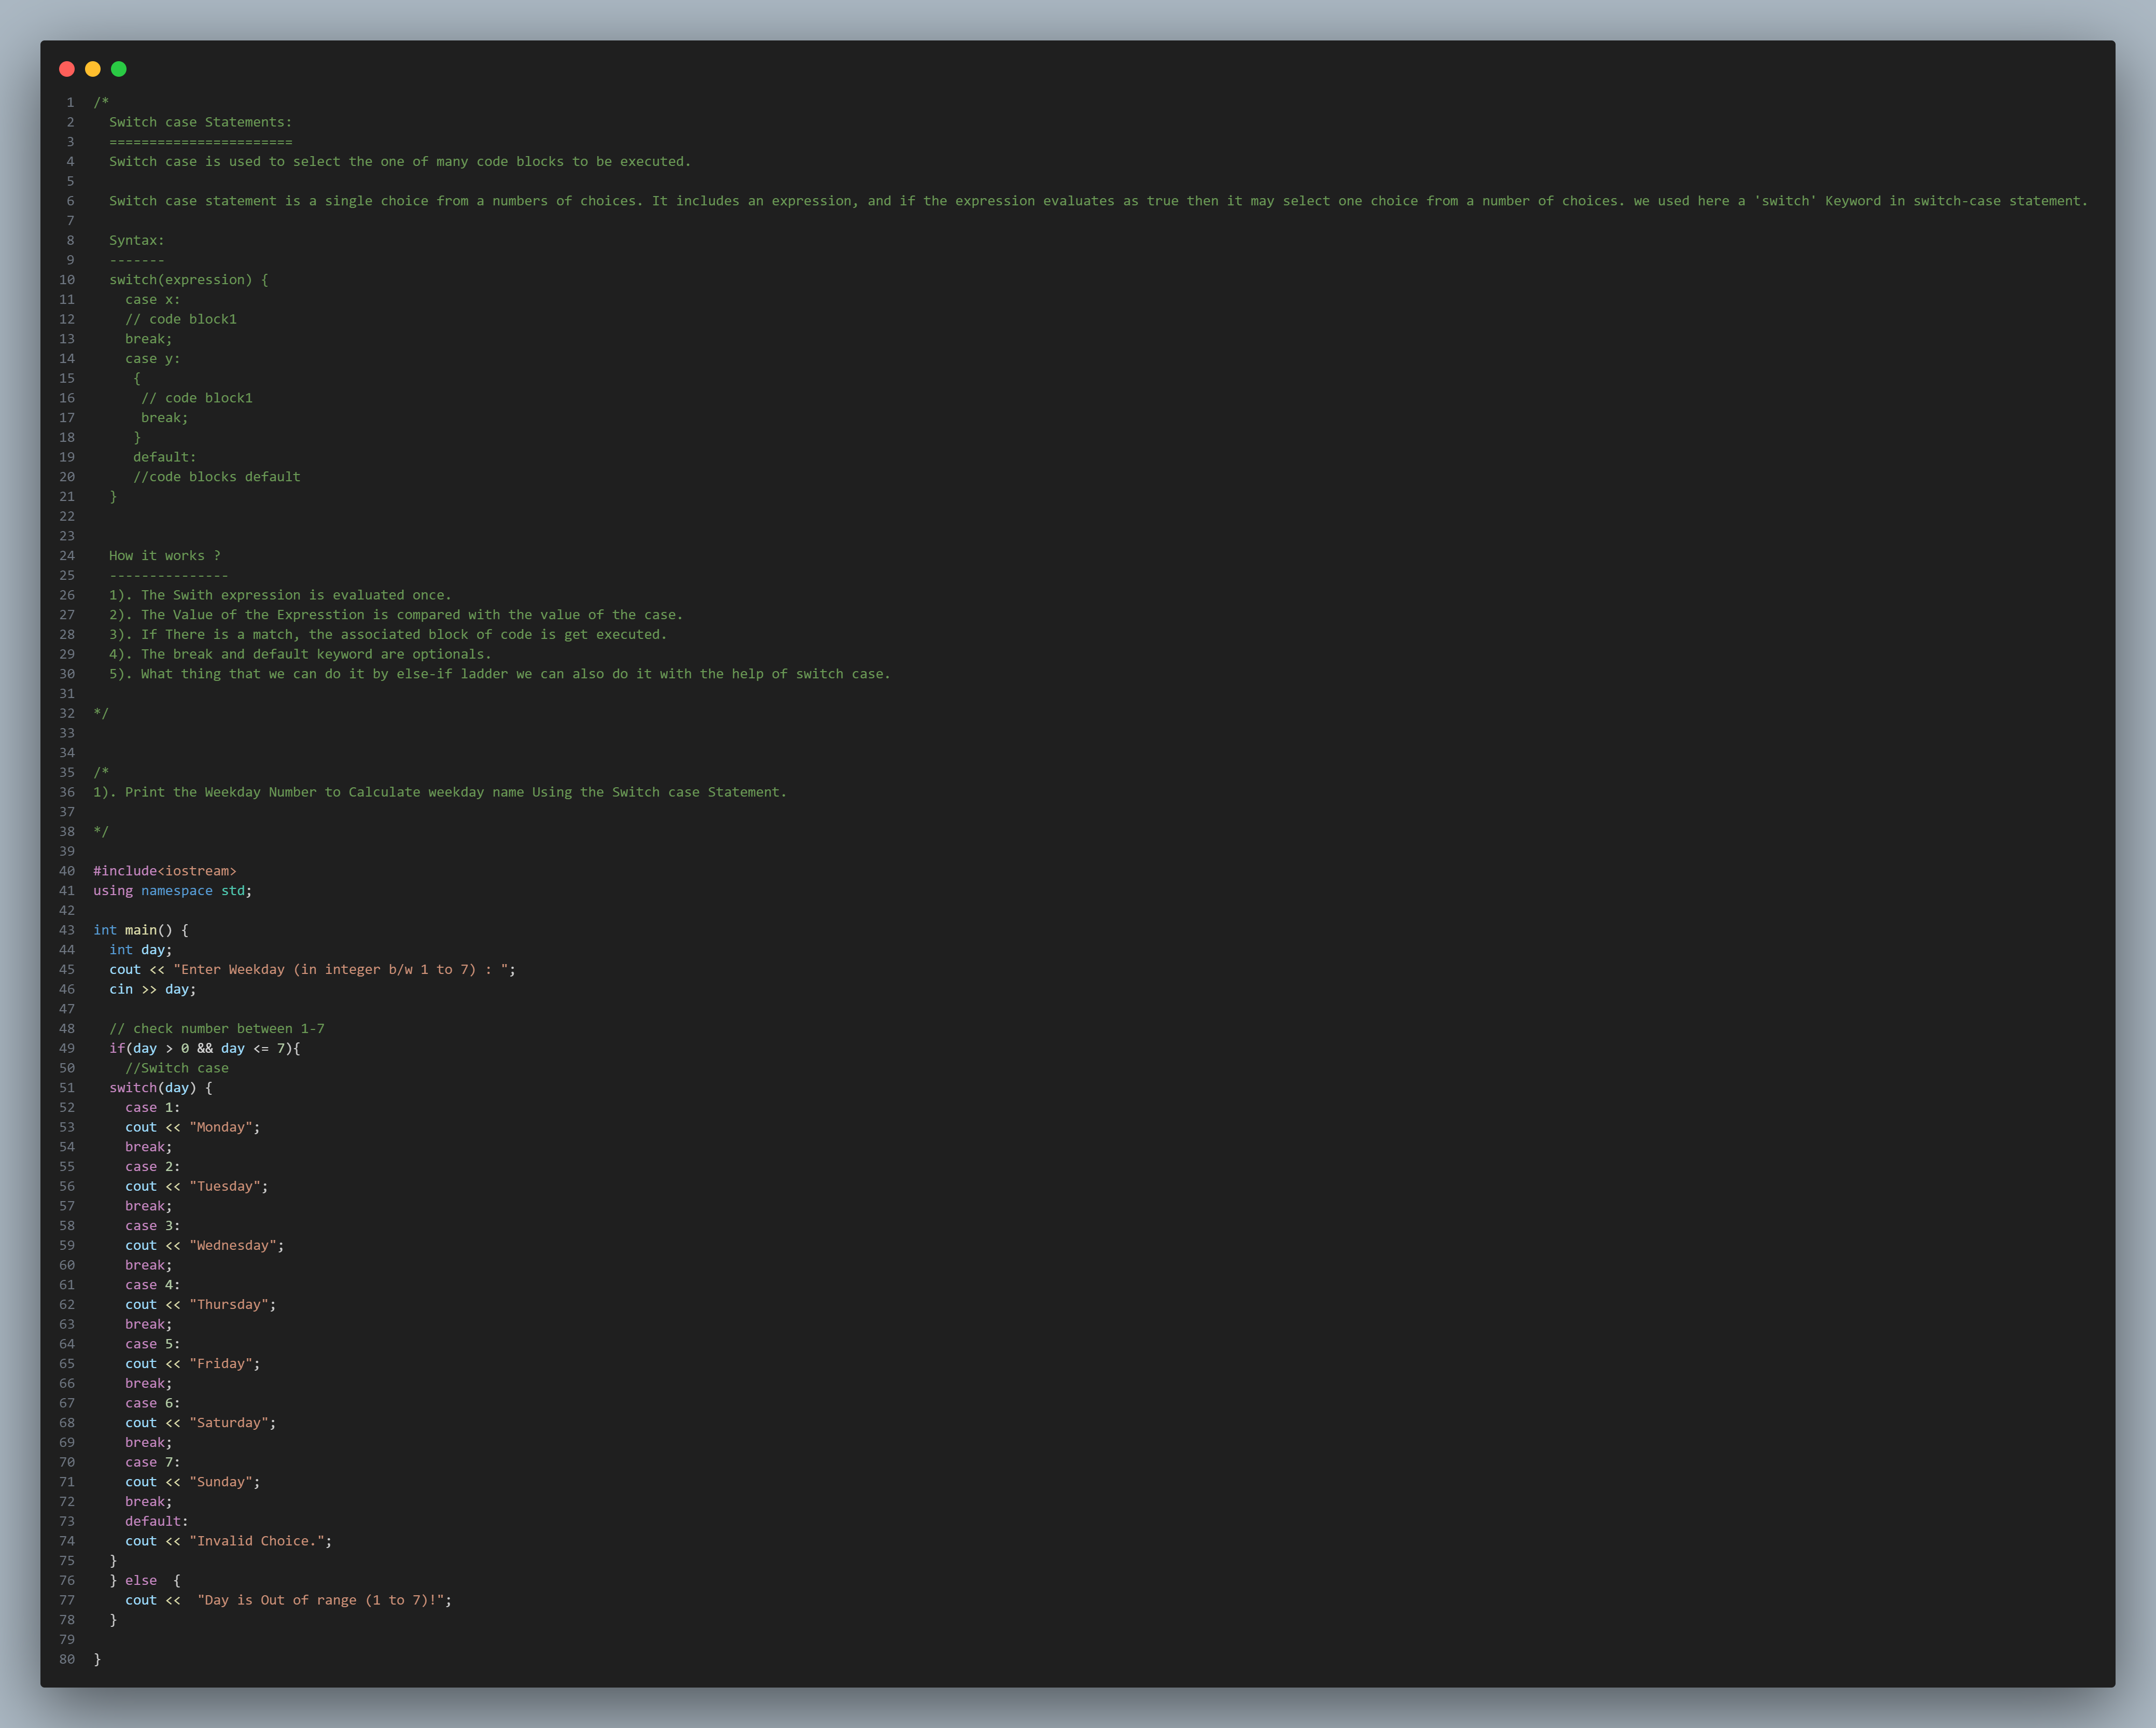 1 /*
2 Switch case Statements:
3 =======================
4 Switch case is used to select the one of many code blocks to be executed.
5
6 Switch case statement is a single choice from a numbers of choices. It includes an expression, and if the expression evaluates as true then it may select one choice from a number of choices. we used here a 'switch' Keyword in switch-case statement.
7
8 Syntax:
9 -------
10 switch(expression) {
11 case x:
12 // code block1
13 break;
14 case y:
15 {
16 // code block1
17 break;
18 }
19 default:
20 //code blocks default
21 }
22
23
24 How it works ?
25 ---------------
26 1). The Swith expression is evaluated once.
27 2). The Value of the Expresstion is compared with the value of the case.
28 3). If There is a match, the associated block of code is get executed.
29 4). The break and default keyword are optionals.
30 5). What thing that we can do it by else-if ladder we can also do it with the help of switch case.
31
32 */
33
34
35 /*
36 1). Print the Weekday Number to Calculate weekday name Using the Switch case Statement.
37
38 */
39
40 #include<iostream>
41 using namespace std;
42
43 int main() {
44 int day;
45 cout << "Enter Weekday (in integer b/w 1 to 7) : ";
46 cin >> day;
47
48 // check number between 1-7
49 if(day > 0 && day <= 7){
50 //Switch case
51 switch(day) {
52 case 1:
53 cout << "Monday";
54 break;
55 case 2:
56 cout << "Tuesday";
57 break;
58 case 3:
59 cout << "Wednesday";
60 break;
61 case 4:
62 cout << "Thursday";
63 break;
64 case 5:
65 cout << "Friday";
66 break;
67 case 6:
68 cout << "Saturday";
69 break;
70 case 7:
71 cout << "Sunday";
72 break;
73 default:
74 cout << "Invalid Choice.";
75 }
76 } else  {
77 cout <<  "Day is Out of range (1 to 7)!";
78 }
79
80 }